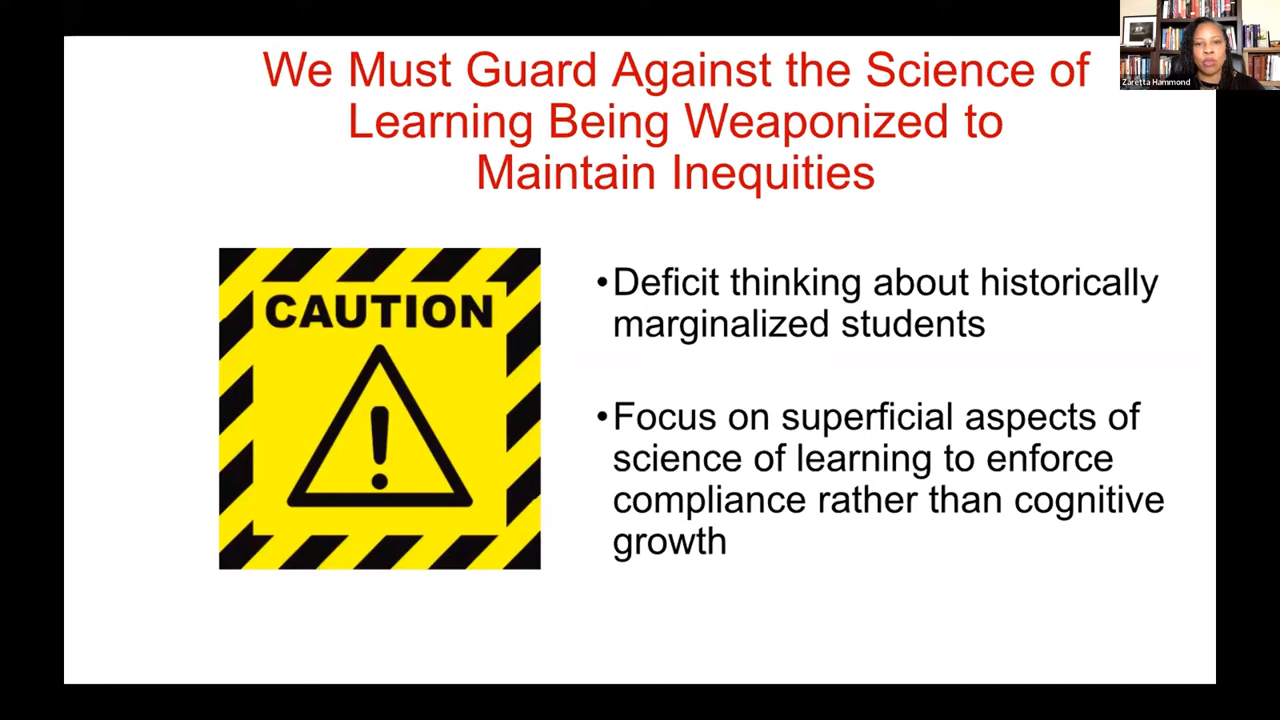 We Must Guard Against the Science of
Learning Being Weaponized to
Maintain Inequities
Zaretta Hammond
CAUTION
!
•Deficit thinking about historically
marginalized students
•Focus on superficial aspects of
science of learning to enforce
compliance rather than cognitive
growth